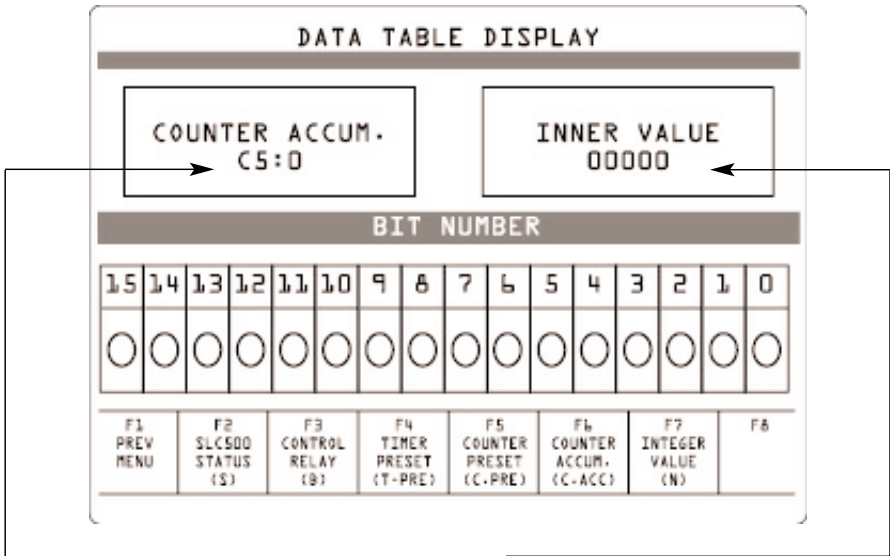 DATA TABLE DISPLAY
COUNTER ACCUM.
C5:0
INNER VALUE
00000
BIT NUMBER
15 14 13 12 11 10 9 8 7 6 5 4 3 2 1 0
F1 PREV MENU
F2 SLC500 STATUS (S)
F3 CONTROL RELAY (B)
F4 TIMER PRESET (T-PRE)
F5 COUNTER PRESET (C.PRE)
F6 COUNTER ACCUM. (C.ACC)
F7 INTEGER VALUE (N)
F8